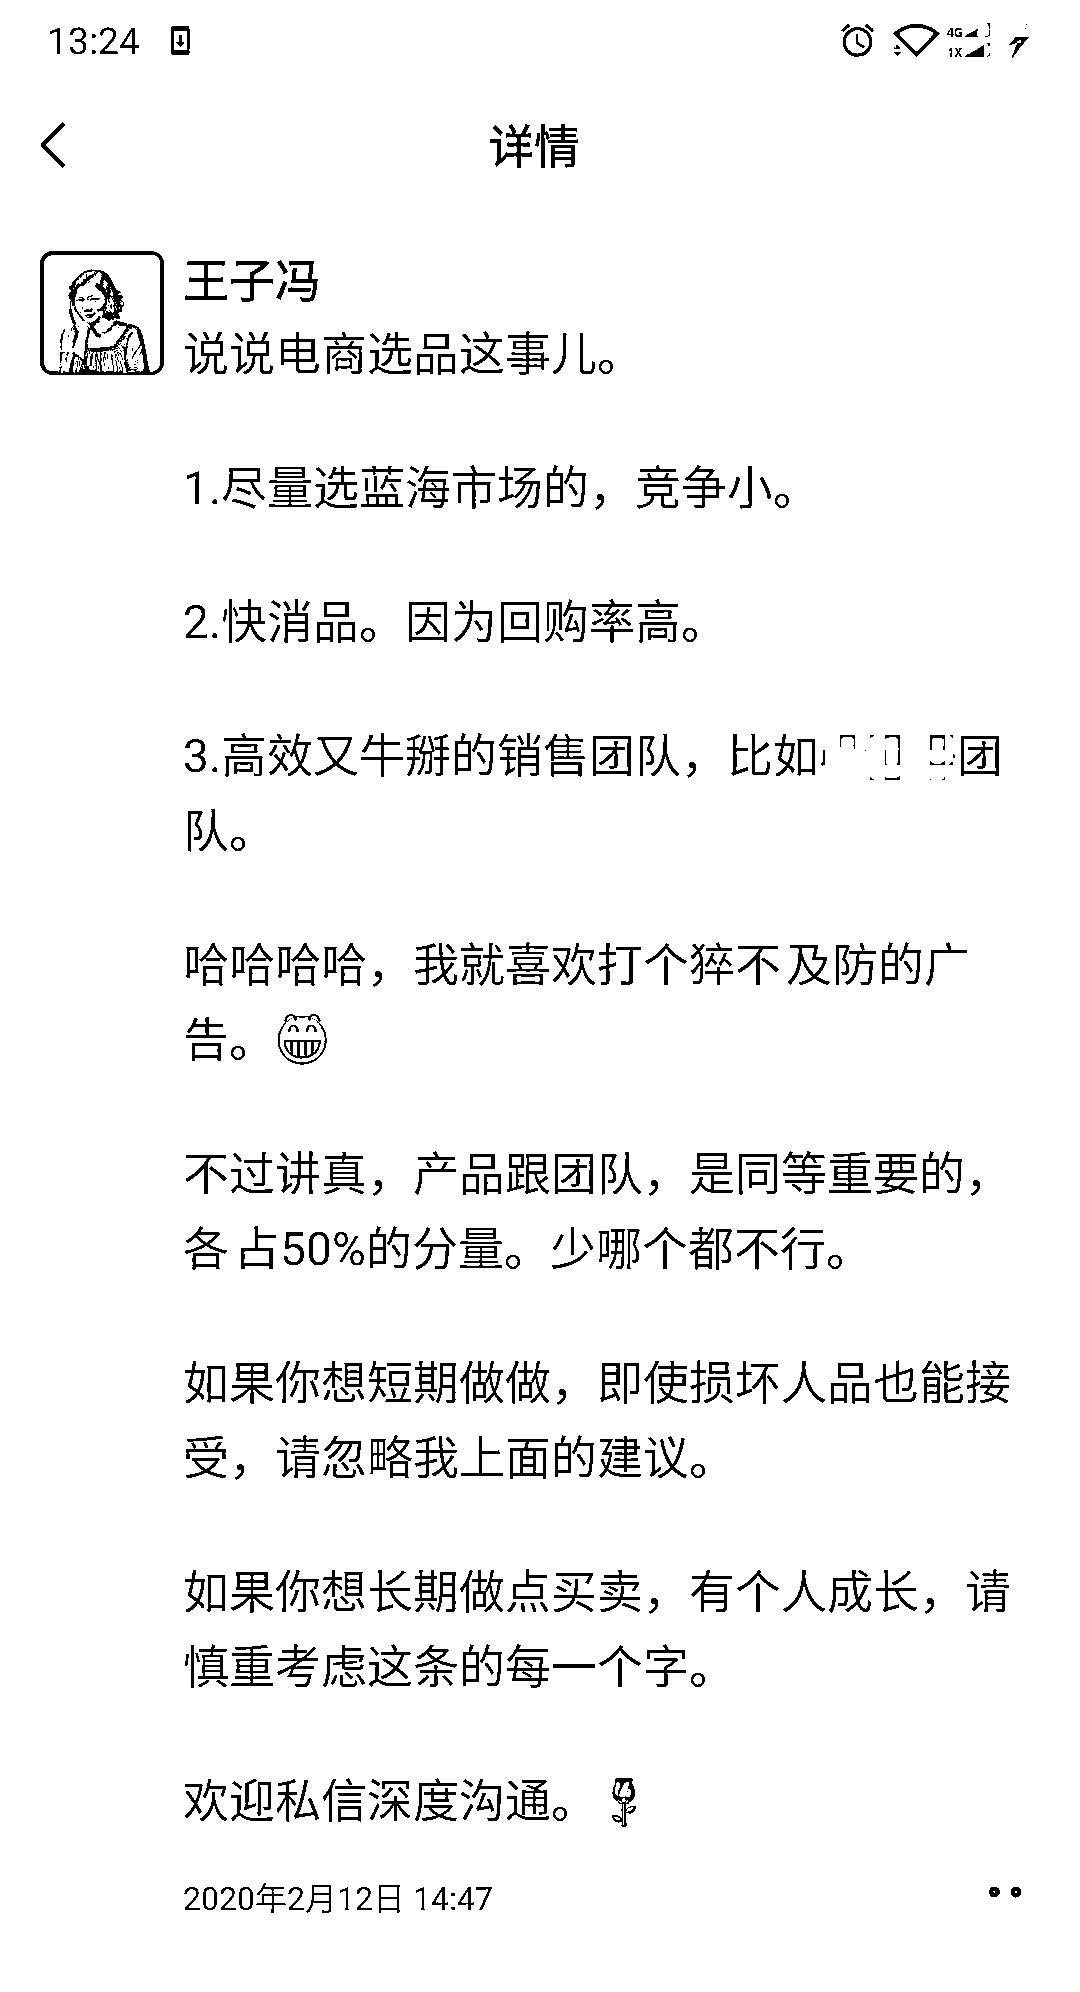 13:24
4G
1X
详情
王子冯
说说电商选品这事儿。
1.尽量选蓝海市场的，竞争小。
2.快消品。因为回购率高。
3.高效又牛掰的销售团队，比如团
队。
哈哈哈哈，我就喜欢打个猝不及防的广
告。😁
不过讲真，产品跟团队，是同等重要的，
各占50%的分量。少哪个都不行。
如果你想短期做做，即使损坏人品也能接
受，请忽略我上面的建议。
如果你想长期做点买卖，有个人成长，请
慎重考虑这条的每一个字。
欢迎私信深度沟通。🌹
2020年2月12日 14:47